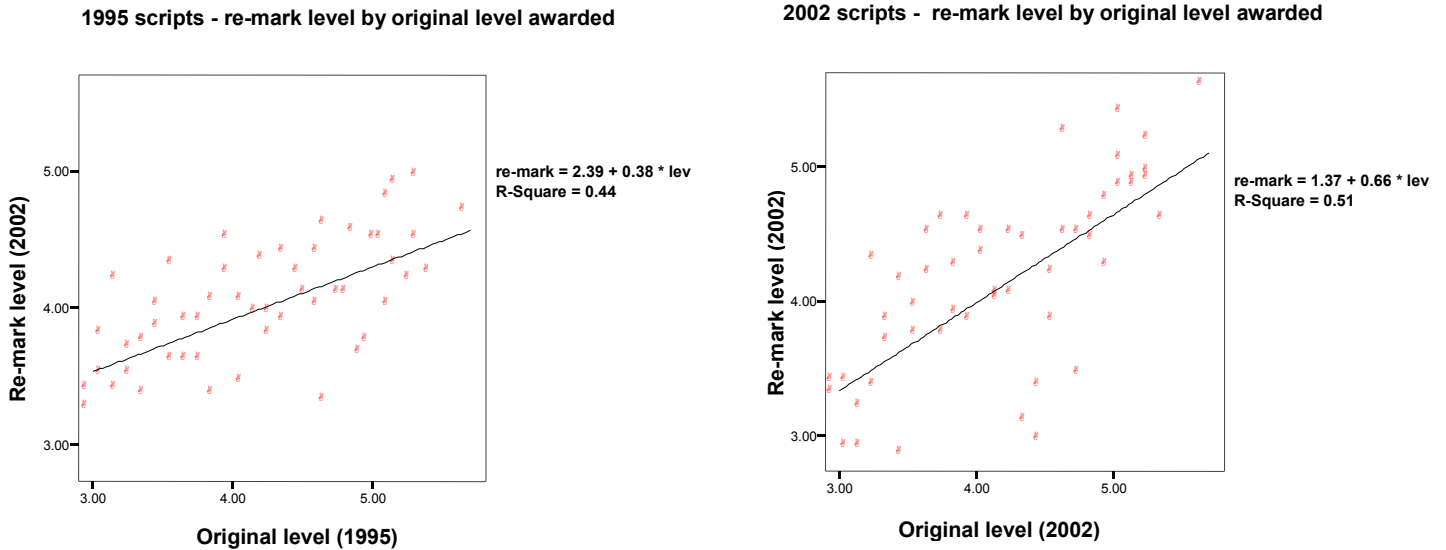 1995 scripts - re-mark level by original level awarded
5.00
4.00
3.00
3.00 4.00 5.00
Re-mark level (2002)
Original level (1995)
re-mark = 2.39 + 0.38 * lev
R-Square = 0.44
2002 scripts - re-mark level by original level awarded
5.00
4.00
3.00
3.00 4.00 5.00
Re-mark level (2002)
Original level (2002)
re-mark = 1.37 + 0.66 * lev
R-Square = 0.51